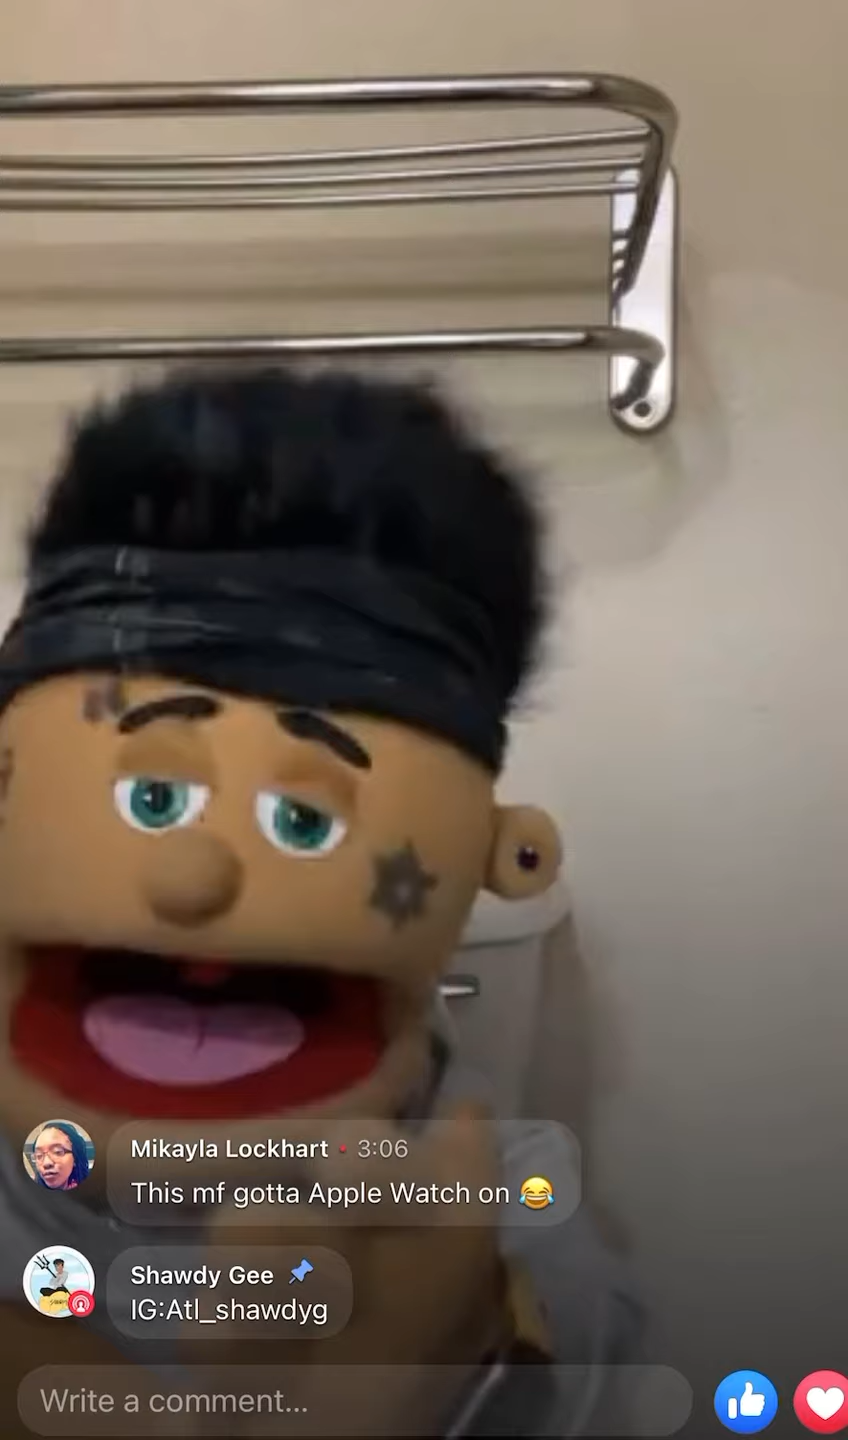 Mikayla Lockhart • 3:06
This mf gotta Apple Watch on 😂
Shawdy Gee 📌
IG:Atl_shawdyg
Write a comment...